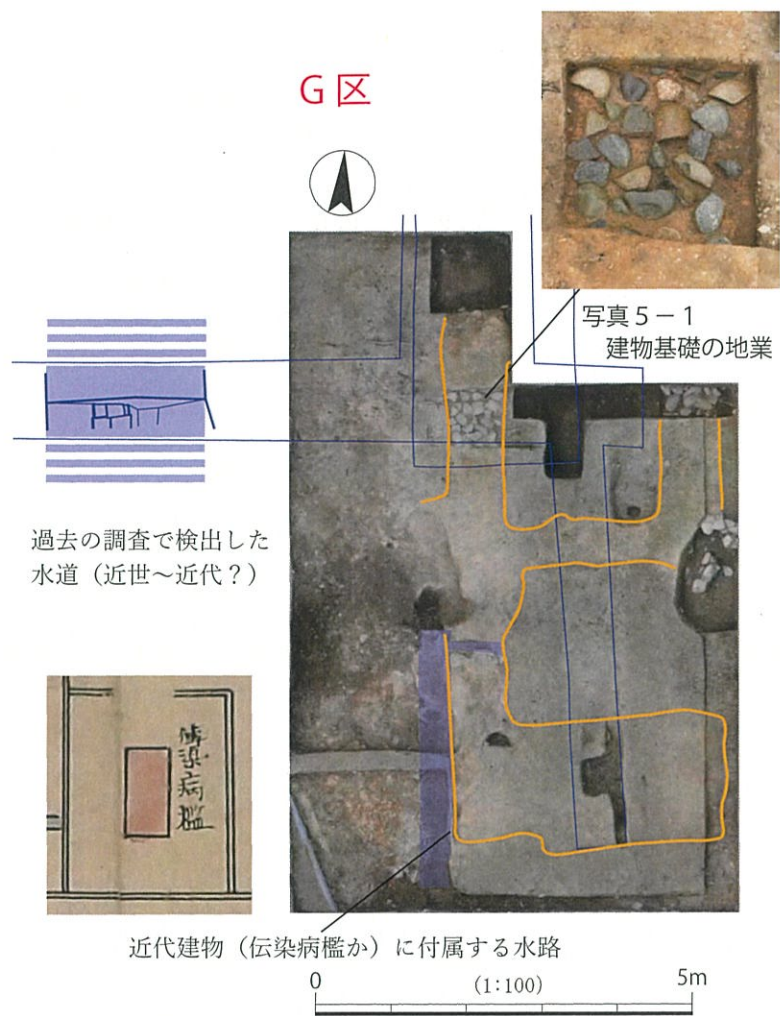 G区
写真5－1
建物基礎の地業
過去の調査で検出した
水道（近世～近代？）
傳染病檻
近代建物（伝染病檻か）に付属する水路
0
(1:100)
5m